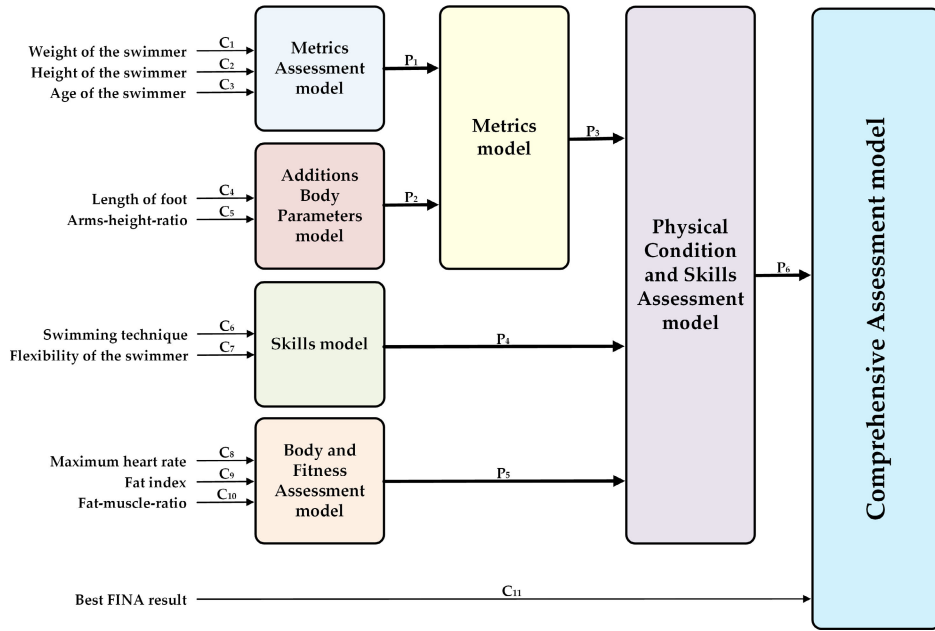 Weight of the swimmer
C₁
Height of the swimmer
C₂
Age of the swimmer
C₃
Metrics
Assessment
model
P₁
Length of foot
C₄
Arms-height-ratio
C₅
Additions
Body
Parameters
model
P₂
Metrics
model
P₃
Swimming technique
C₆
Flexibility of the swimmer
C₇
Skills model
P₄
Maximum heart rate
C₈
Fat index
C₉
Fat-muscle-ratio
C₁₀
Body and
Fitness
Assessment
model
P₅
Physical
Condition
and Skills
Assessment
model
P₆
Best FINA result
C₁₁
Comprehensive Assessment model